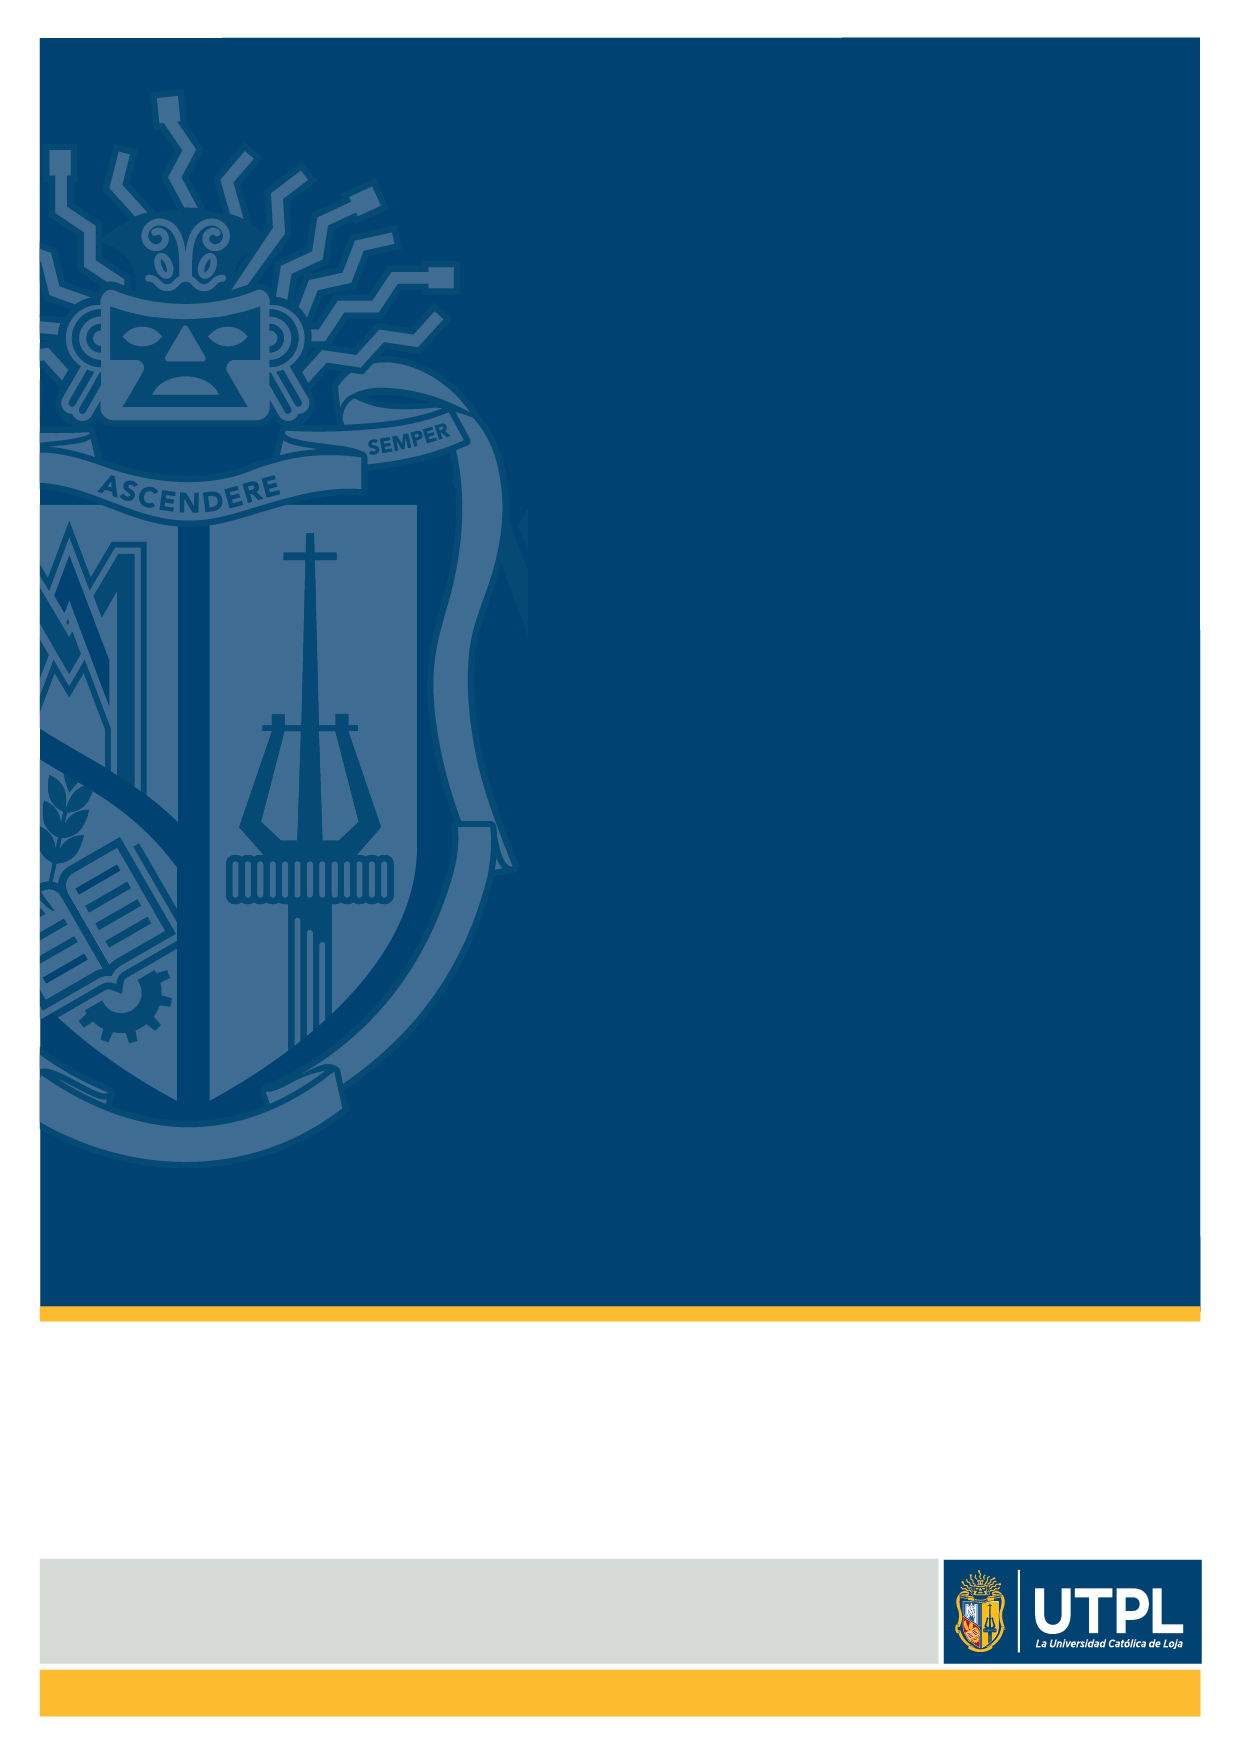 SEMPER
ASCENDERE
UTPL
La Universidad Católica de Loja